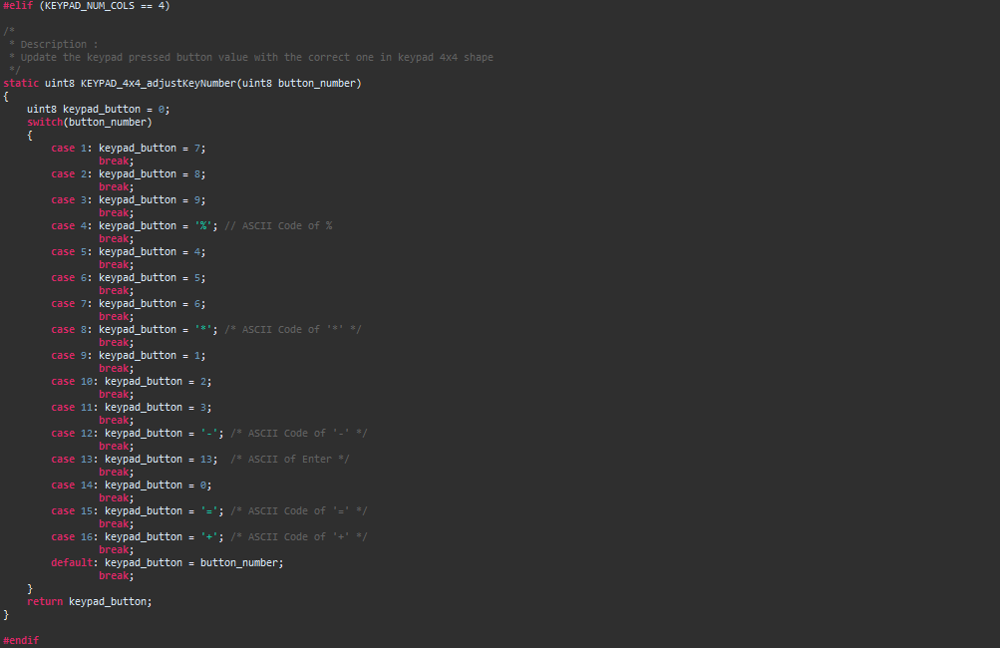 #elif (KEYPAD_NUM_COLS == 4)

/*
 * Description :
 * Update the keypad pressed button value with the correct one in keypad 4x4 shape
 */
static uint8 KEYPAD_4x4_adjustKeyNumber(uint8 button_number)
{
    uint8 keypad_button = 0;
    switch(button_number)
    {
        case 1: keypad_button = 7;
                break;
        case 2: keypad_button = 8;
                break;
        case 3: keypad_button = 9;
                break;
        case 4: keypad_button = '%'; // ASCII Code of %
                break;
        case 5: keypad_button = 4;
                break;
        case 6: keypad_button = 5;
                break;
        case 7: keypad_button = 6;
                break;
        case 8: keypad_button = '*'; /* ASCII Code of '*' */
                break;
        case 9: keypad_button = 1;
                break;
        case 10: keypad_button = 2;
                break;
        case 11: keypad_button = 3;
                break;
        case 12: keypad_button = '-'; /* ASCII Code of '-' */
                break;
        case 13: keypad_button = 13;  /* ASCII of Enter */
                break;
        case 14: keypad_button = 0;
                break;
        case 15: keypad_button = '='; /* ASCII Code of '=' */
                break;
        case 16: keypad_button = '+'; /* ASCII Code of '+' */
                break;
        default: keypad_button = button_number;
                break;
    }
    return keypad_button;
}

#endif